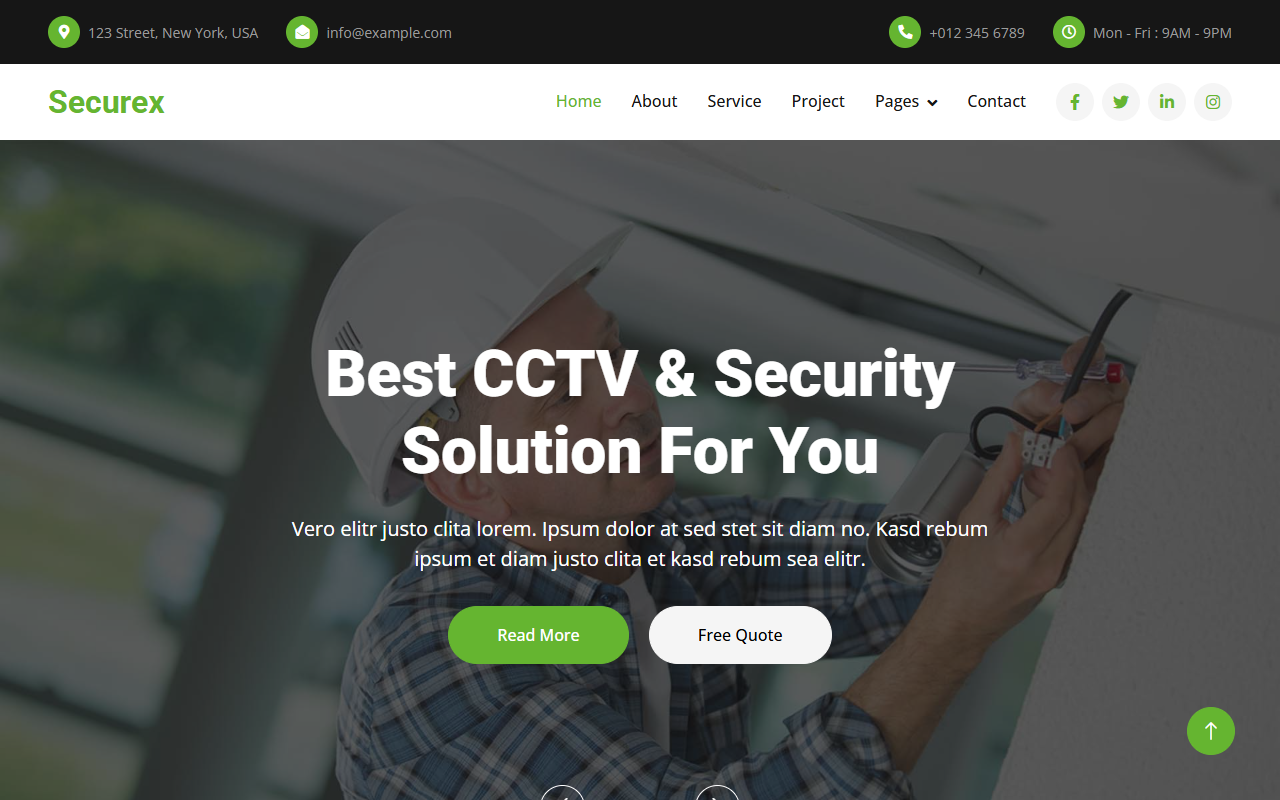 123 Street, New York, USA
info@example.com
+012 345 6789
Mon - Fri : 9AM - 9PM
Securex
Home
About
Service
Project
Pages
Contact
Best CCTV & Security
Solution For You
Vero elitr justo clita lorem. Ipsum dolor at sed stet sit diam no. Kasd rebum
ipsum et diam justo clita et kasd rebum sea elitr.
Read More
Free Quote